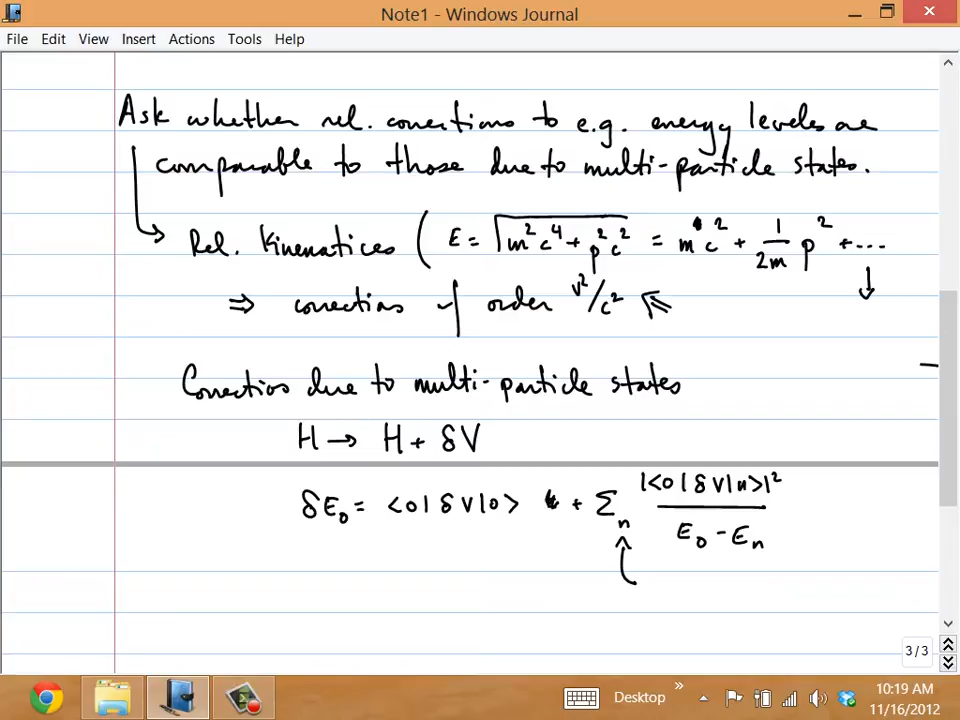 Note1 - Windows Journal
File Edit View Insert Actions Tools Help
Ask whether rel. corrections to e.g. energy levels are
comparable to those due to multi-particle states.
Rel. Kinematices ( E = √m²c⁴ + p²c² = mc² + 1/2m p² + ...
⇒ corrections of order v²/c²
Corrections due to multi-particle states
H → H + δV
δE₀ = <0|δV|0> + Σₙ |<0|δV|n>|² / E₀ - Eₙ
3 / 3
Desktop
10:19 AM
11/16/2012